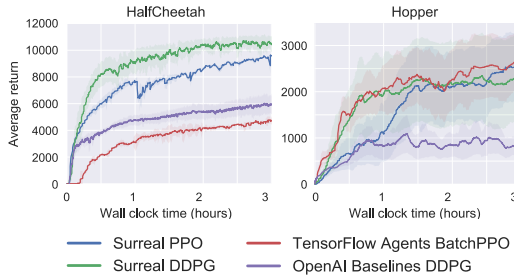 HalfCheetah
Hopper
Average return
12000
10000
8000
6000
4000
2000
0
0
1
2
3
Wall clock time (hours)
3000
2000
1000
0
0
1
2
3
Wall clock time (hours)
Surreal PPO
TensorFlow Agents BatchPPO
Surreal DDPG
OpenAI Baselines DDPG